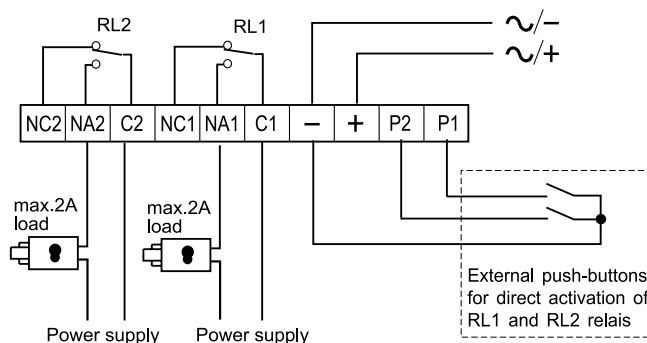 RL2
RL1
∿/−
∿/+
NC2 NA2 C2 NC1 NA1 C1 − + P2 P1
max.2A
load
max.2A
load
External push-buttons
for direct activation of
RL1 and RL2 relais
Power supply
Power supply